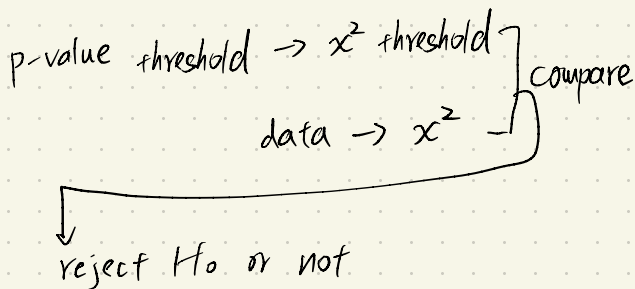 p-value threshold → x² threshold
compare
data → x²
reject H₀ or not